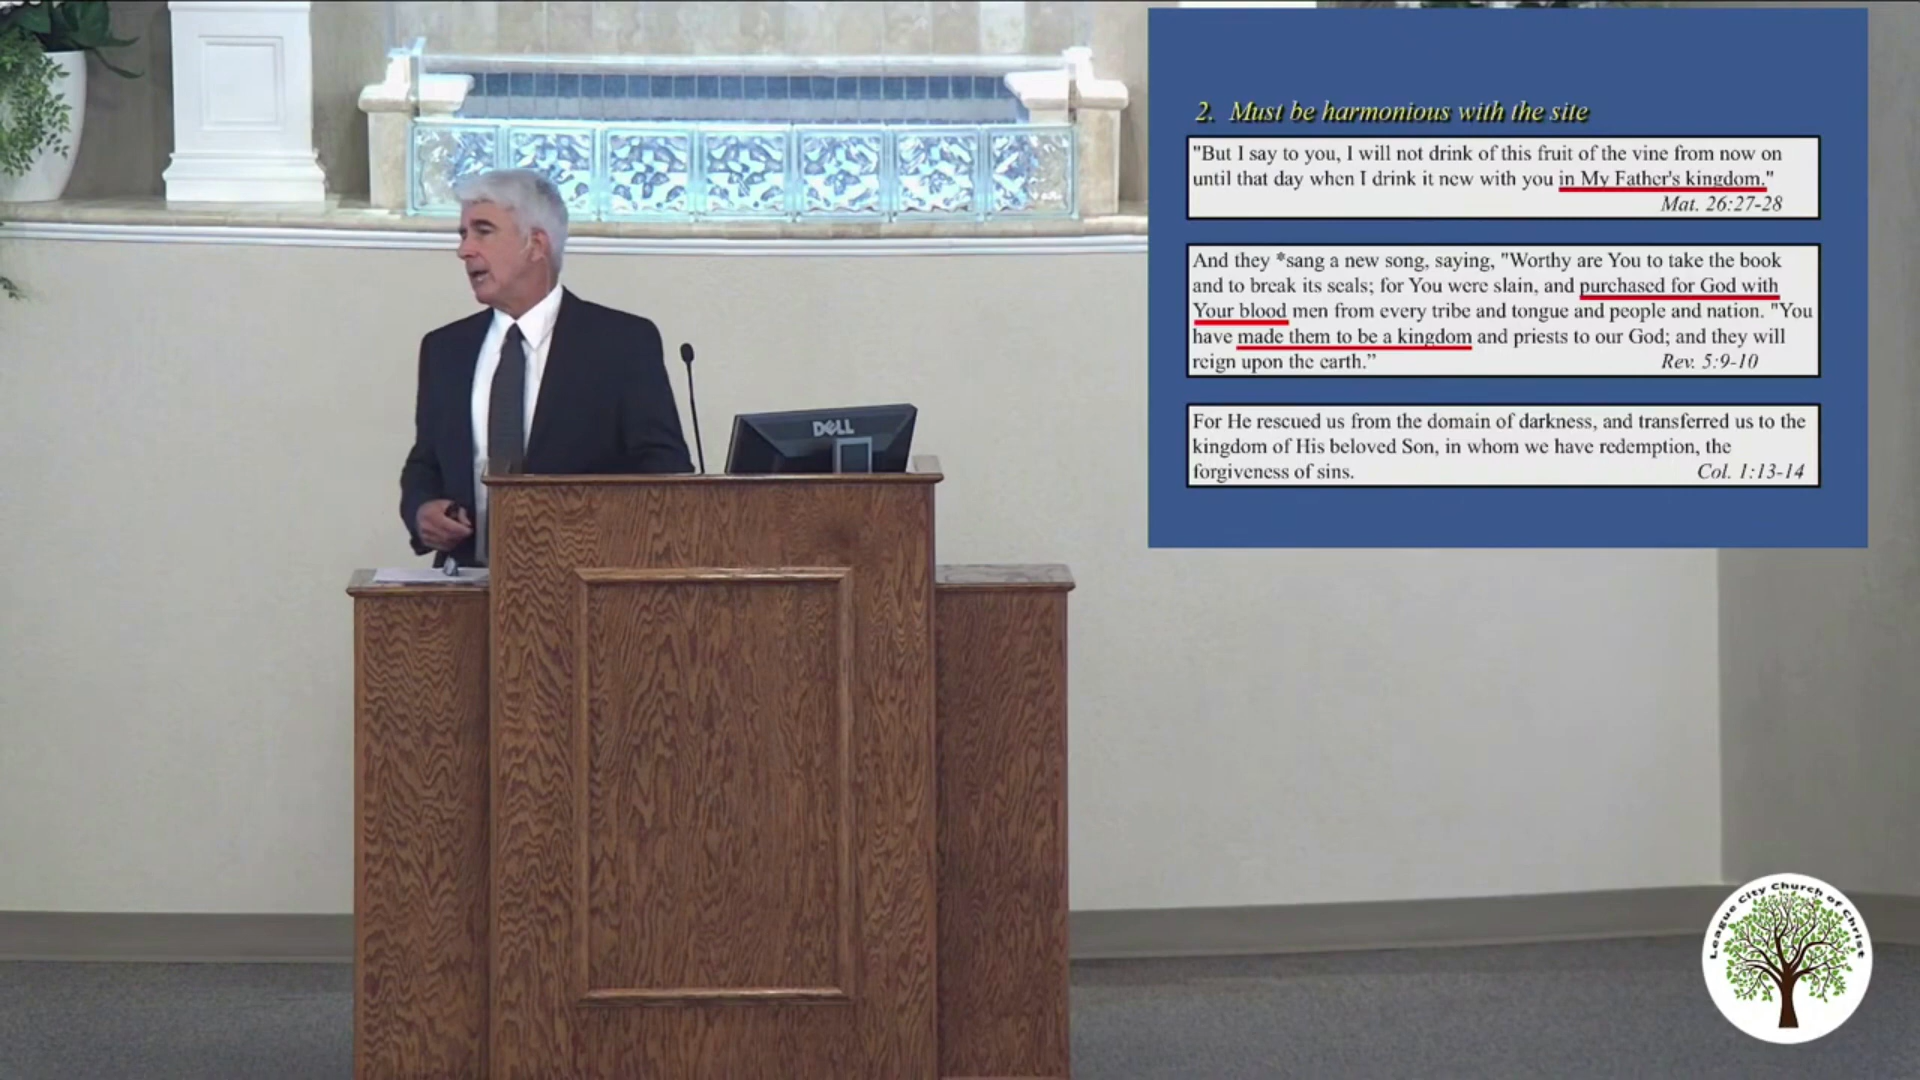 2. Must be harmonious with the site
"But I say to you, I will not drink of this fruit of the vine from now on
until that day when I drink it new with you in My Father's kingdom."
Mat. 26:27-28
And they *sang a new song, saying, "Worthy are You to take the book
and to break its seals; for You were slain, and purchased for God with
Your blood men from every tribe and tongue and people and nation. "You
have made them to be a kingdom and priests to our God; and they will
reign upon the earth.”
Rev. 5:9-10
For He rescued us from the domain of darkness, and transferred us to the
kingdom of His beloved Son, in whom we have redemption, the
forgiveness of sins.
Col. 1:13-14
DELL
League City Church of Christ